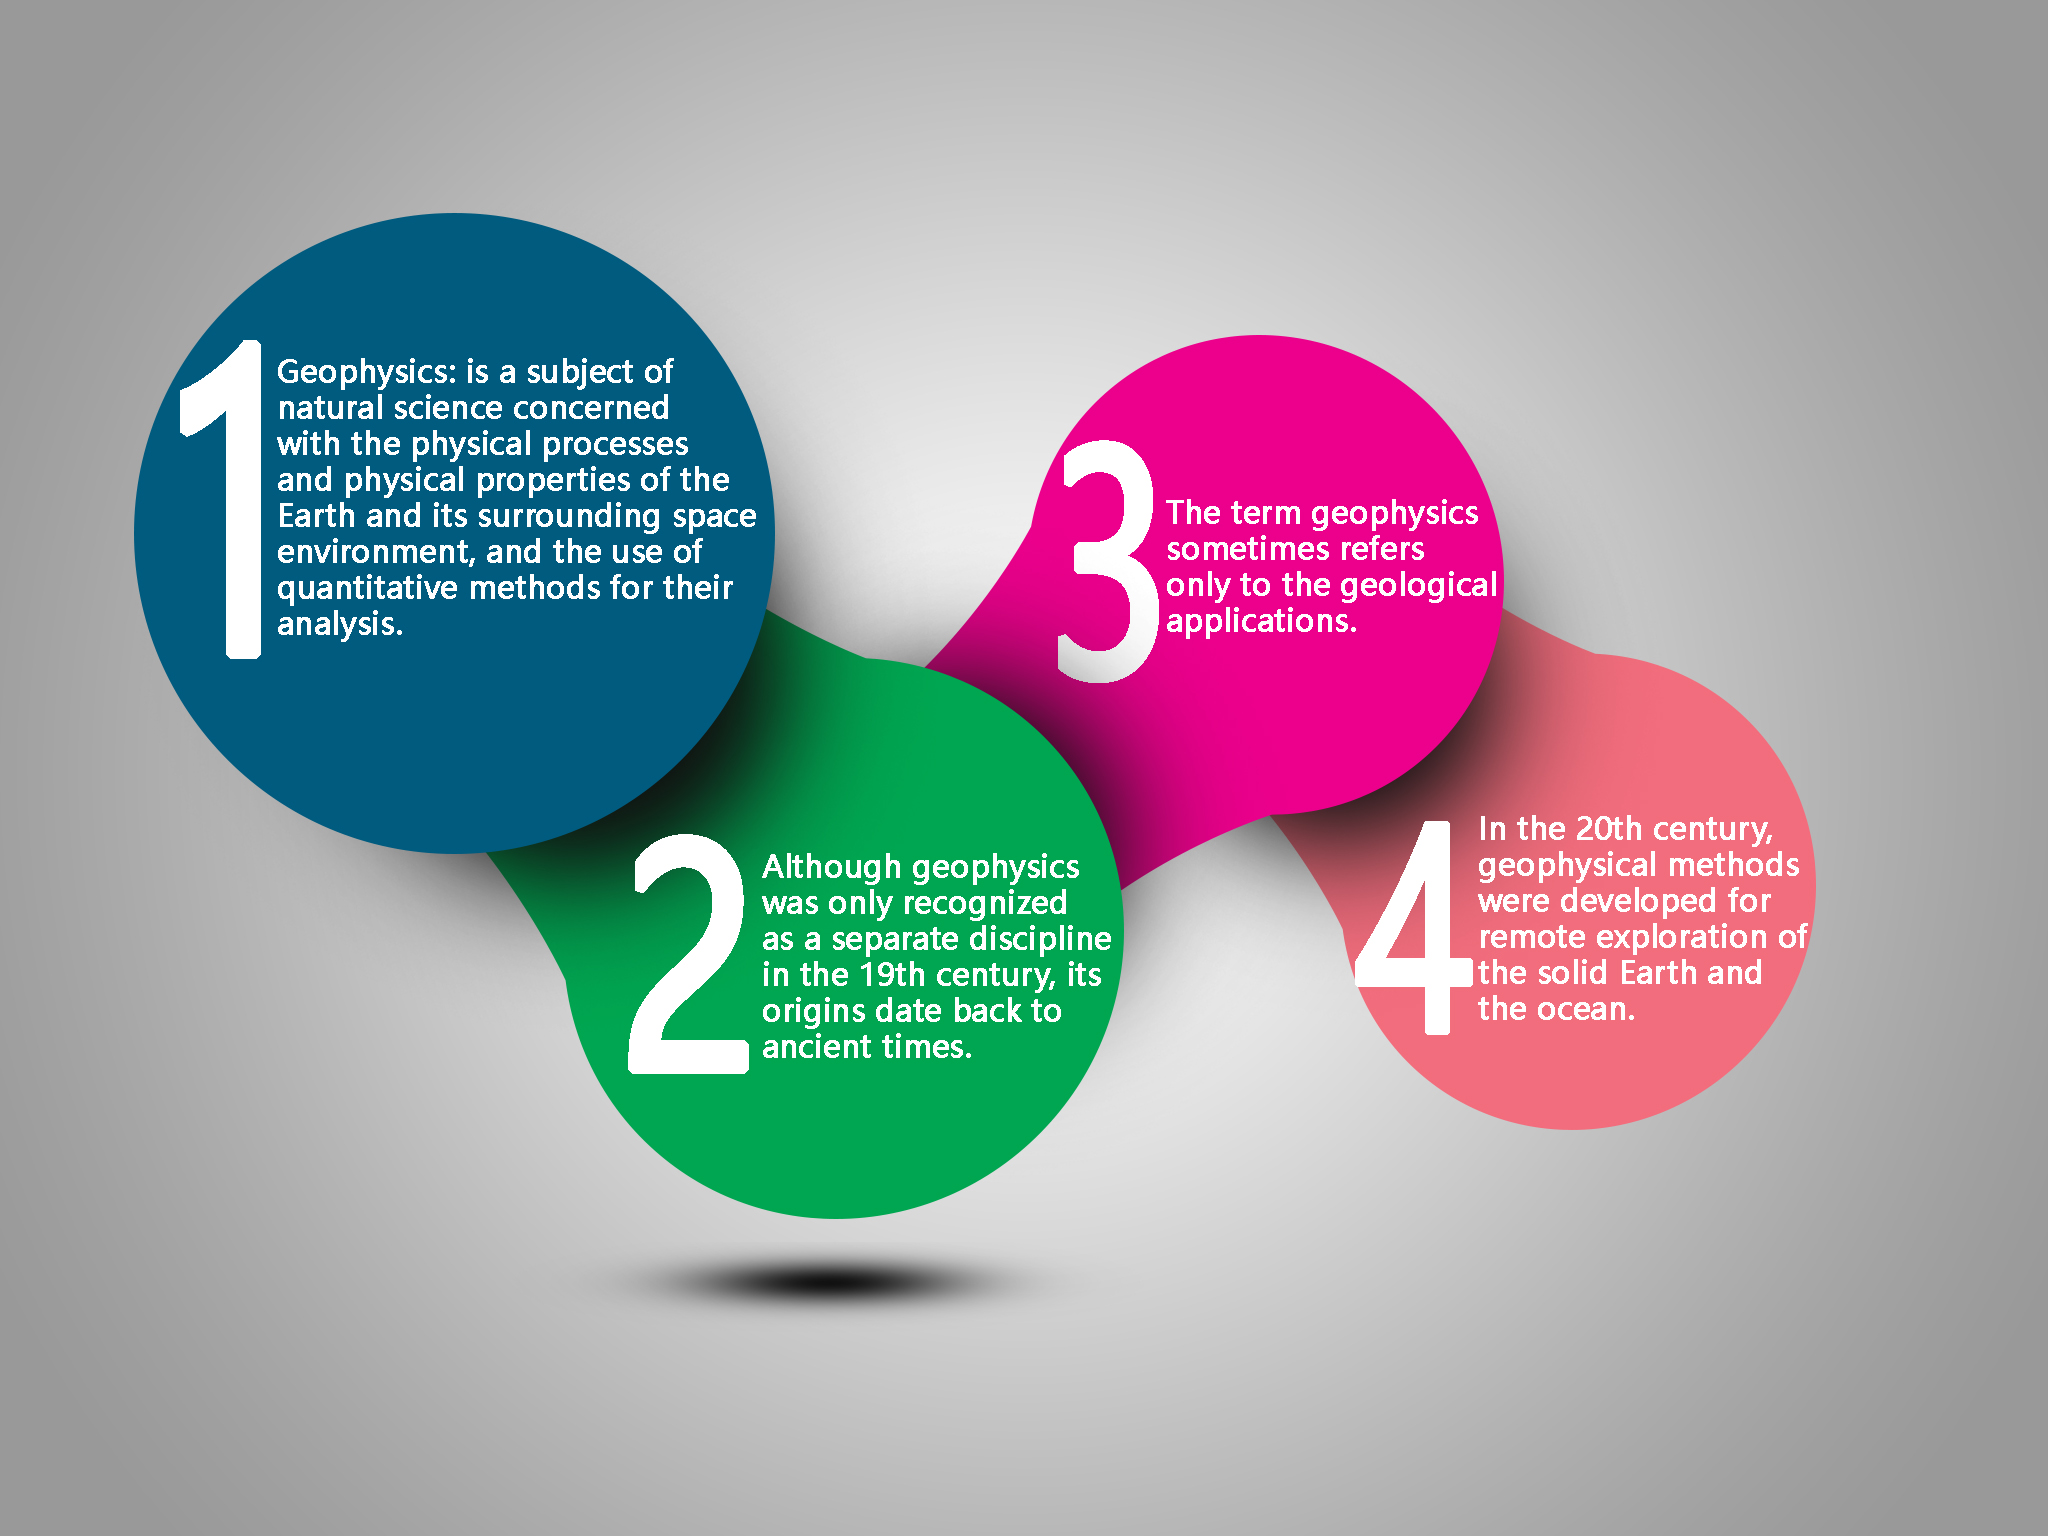 1
Geophysics: is a subject of
natural science concerned
with the physical processes
and physical properties of the
Earth and its surrounding space
environment, and the use of
quantitative methods for their
analysis.
2
Although geophysics
was only recognized
as a separate discipline
in the 19th century, its
origins date back to
ancient times.
3
The term geophysics
sometimes refers
only to the geological
applications.
4
In the 20th century,
geophysical methods
were developed for
remote exploration of
the solid Earth and
the ocean.